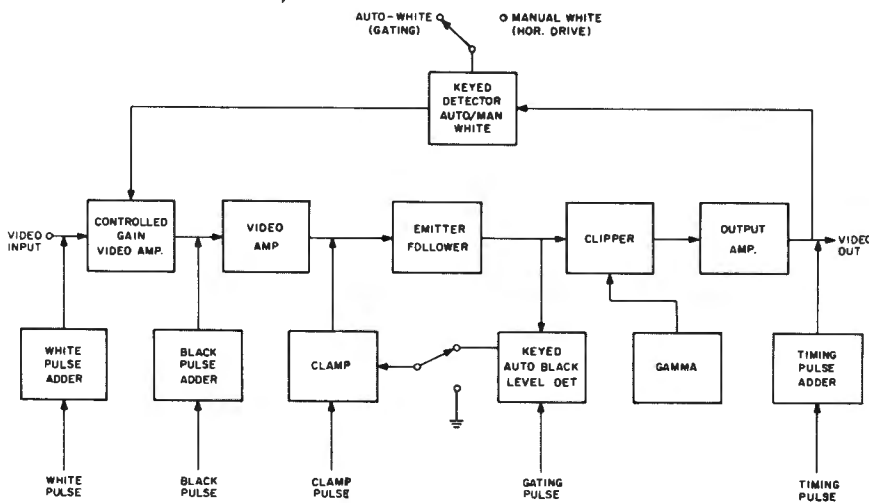 AUTO-WHITE
(GATING)
MANUAL WHITE
(HOR. DRIVE)
KEYED
DETECTOR
AUTO/MAN
WHITE
VIDEO
INPUT
CONTROLLED
GAIN
VIDEO AMP.
VIDEO
AMP
EMITTER
FDLLOWER
CLIPPER
OUTPUT
AMP.
VIDEO
OUT
WHITE
PULSE
ADDER
BLACK
PULSE
ADDER
CLAMP
KEYED
AUTO BLACK
LEVEL OET
GAMMA
TIMING
PULSE
ADDER
WHITE
PULSE
BLACK
PULSE
CLAMP
PULSE
GATING
PULSE
TIMING
PULSE